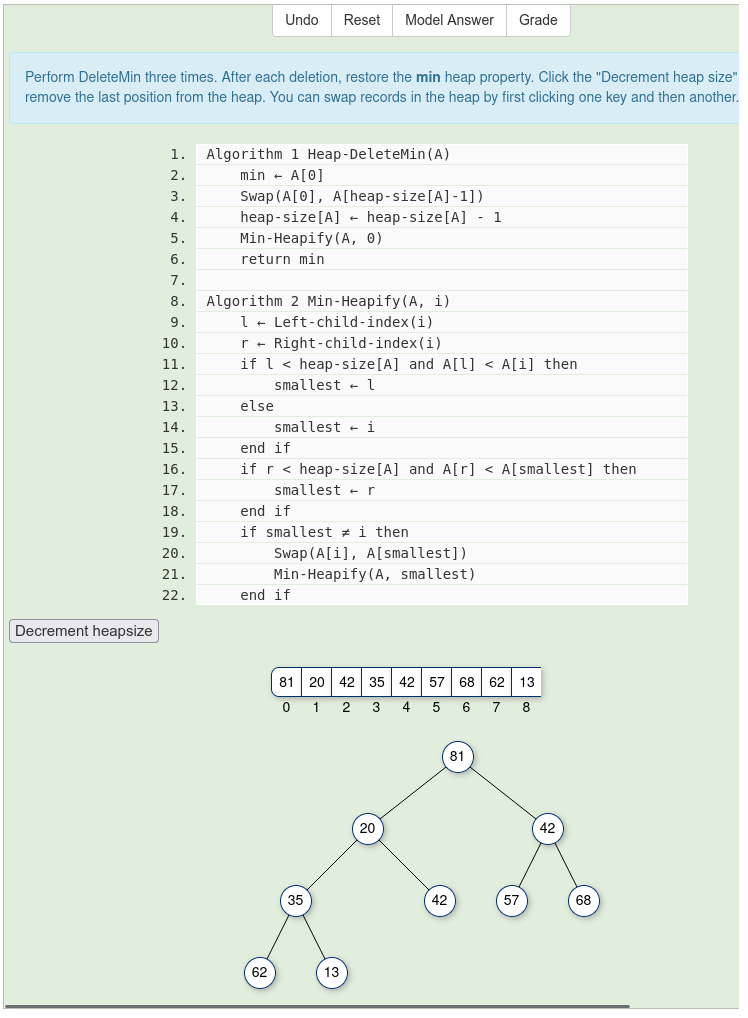 Undo Reset Model Answer Grade
Perform DeleteMin three times. After each deletion, restore the min heap property. Click the "Decrement heap size"
remove the last position from the heap. You can swap records in the heap by first clicking one key and then another.
1. Algorithm 1 Heap-DeleteMin(A)
2. min ← A[0]
3. Swap(A[0], A[heap-size[A]-1])
4. heap-size[A] ← heap-size[A] - 1
5. Min-Heapify(A, 0)
6. return min
7.
8. Algorithm 2 Min-Heapify(A, i)
9. l ← Left-child-index(i)
10. r ← Right-child-index(i)
11. if l < heap-size[A] and A[l] < A[i] then
12. smallest ← l
13. else
14. smallest ← i
15. end if
16. if r < heap-size[A] and A[r] < A[smallest] then
17. smallest ← r
18. end if
19. if smallest ≠ i then
20. Swap(A[i], A[smallest])
21. Min-Heapify(A, smallest)
22. end if
Decrement heapsize
81 20 42 35 42 57 68 62 13
0 1 2 3 4 5 6 7 8
81
20 42
35 42 57 68
62 13